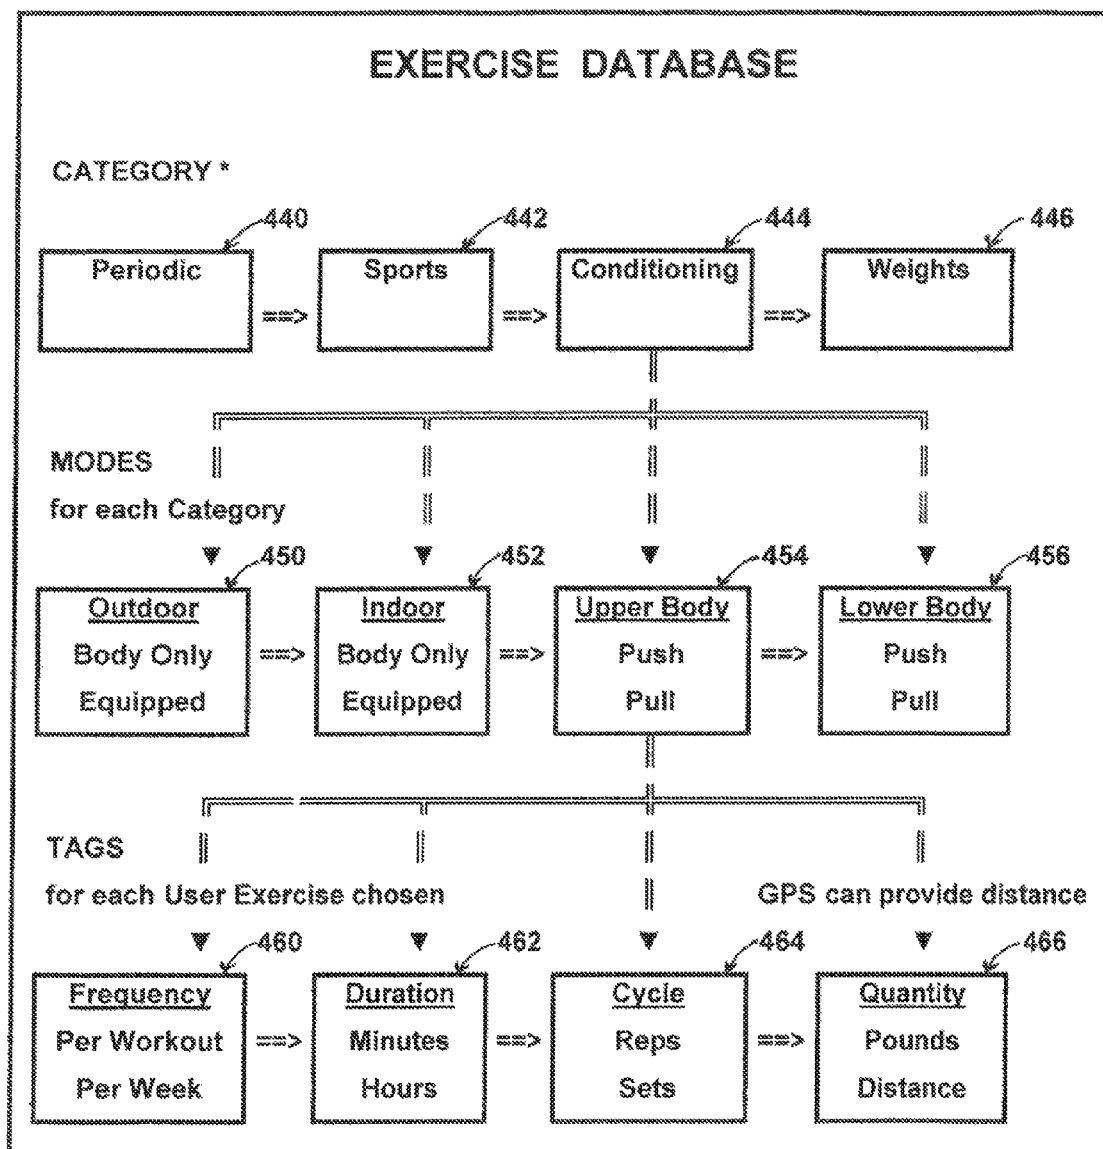 EXERCISE DATABASE
CATEGORY *
440 442 444 446
Periodic Sports Conditioning Weights
==> ==> ==>
MODES
for each Category
450 452 454 456
Outdoor Indoor Upper Body Lower Body
Body Only ==> Body Only ==> Push ==> Push
Equipped Equipped Pull Pull
TAGS
for each User Exercise chosen GPS can provide distance
460 462 464 466
Frequency Duration Cycle Quantity
Per Workout ==> Minutes ==> Reps ==> Pounds
Per Week Hours Sets Distance